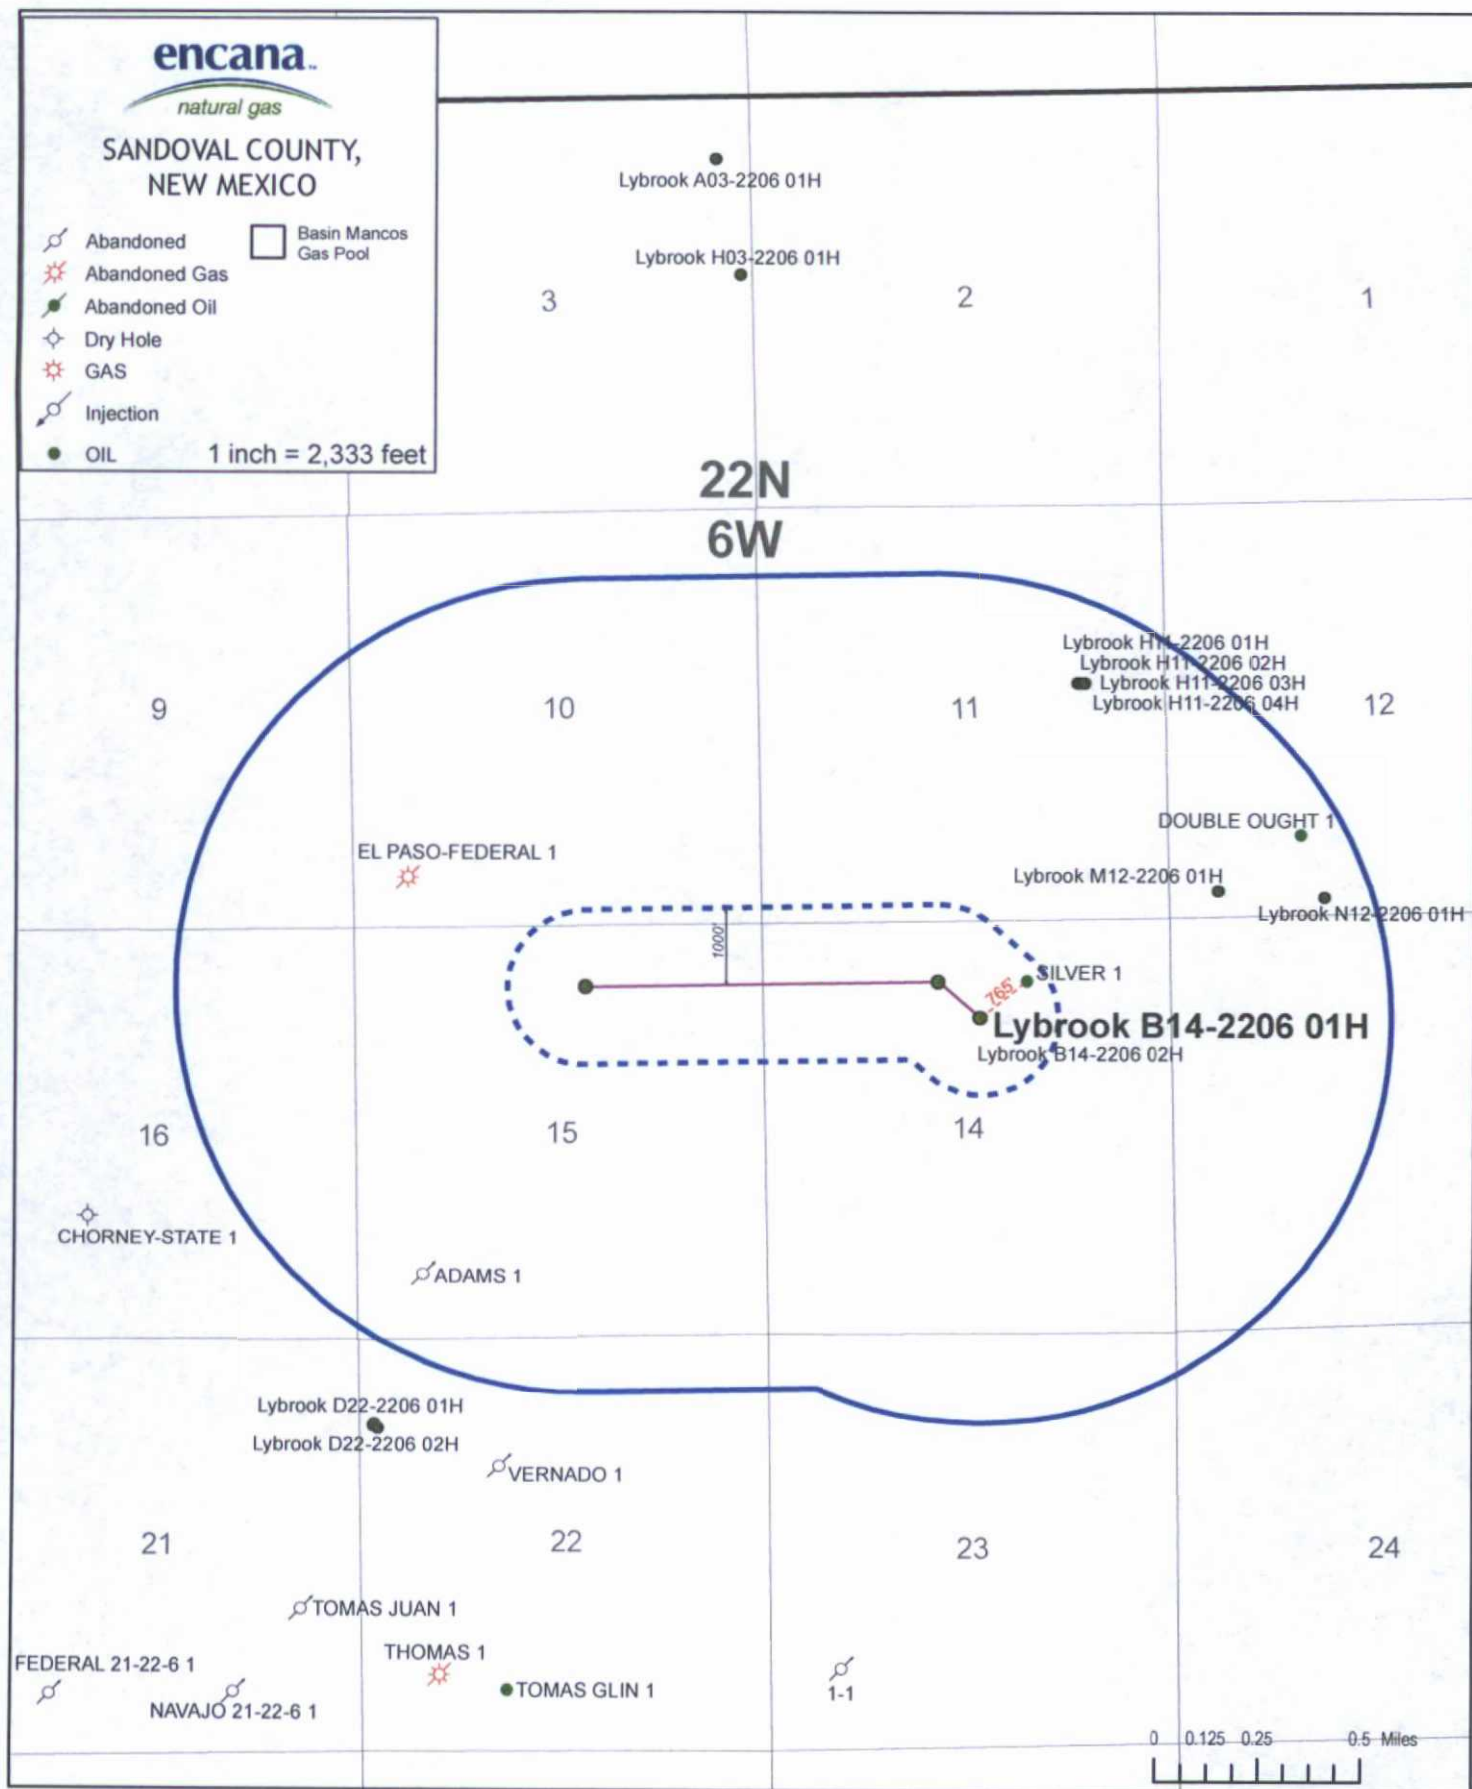 encana™
natural gas
SANDOVAL COUNTY,
NEW MEXICO
Abandoned
Abandoned Gas
Abandoned Oil
Dry Hole
GAS
Injection
OIL
Basin Mancos
Gas Pool
1 inch = 2,333 feet
Lybrook A03-2206 01H
Lybrook H03-2206 01H
3
2
1
22N
6W
Lybrook H11-2206 01H
Lybrook H11-2206 02H
Lybrook H11-2206 03H
Lybrook H11-2206 04H
9
10
11
12
DOUBLE OUGHT 1
EL PASO-FEDERAL 1
Lybrook M12-2206 01H
Lybrook N12-2206 01H
1000'
SILVER 1
765'
Lybrook B14-2206 01H
Lybrook B14-2206 02H
16
15
14
CHORNEY-STATE 1
ADAMS 1
Lybrook D22-2206 01H
Lybrook D22-2206 02H
VERNADO 1
21
22
23
24
TOMAS JUAN 1
THOMAS 1
FEDERAL 21-22-6 1
NAVAJO 21-22-6 1
TOMAS GLIN 1
1-1
0 0.125 0.25 0.5 Miles